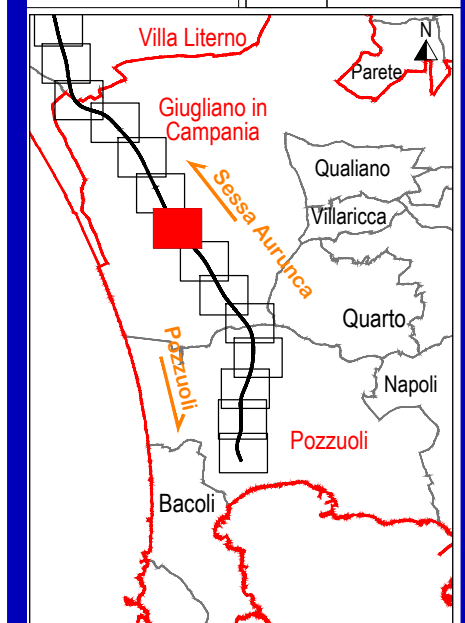 Villa Literno
N
Parete
Giugliano in
Campania
Qualiano
Sessa Aurunca
Villaricca
Quarto
Pozzuoli
Napoli
Pozzuoli
Bacoli